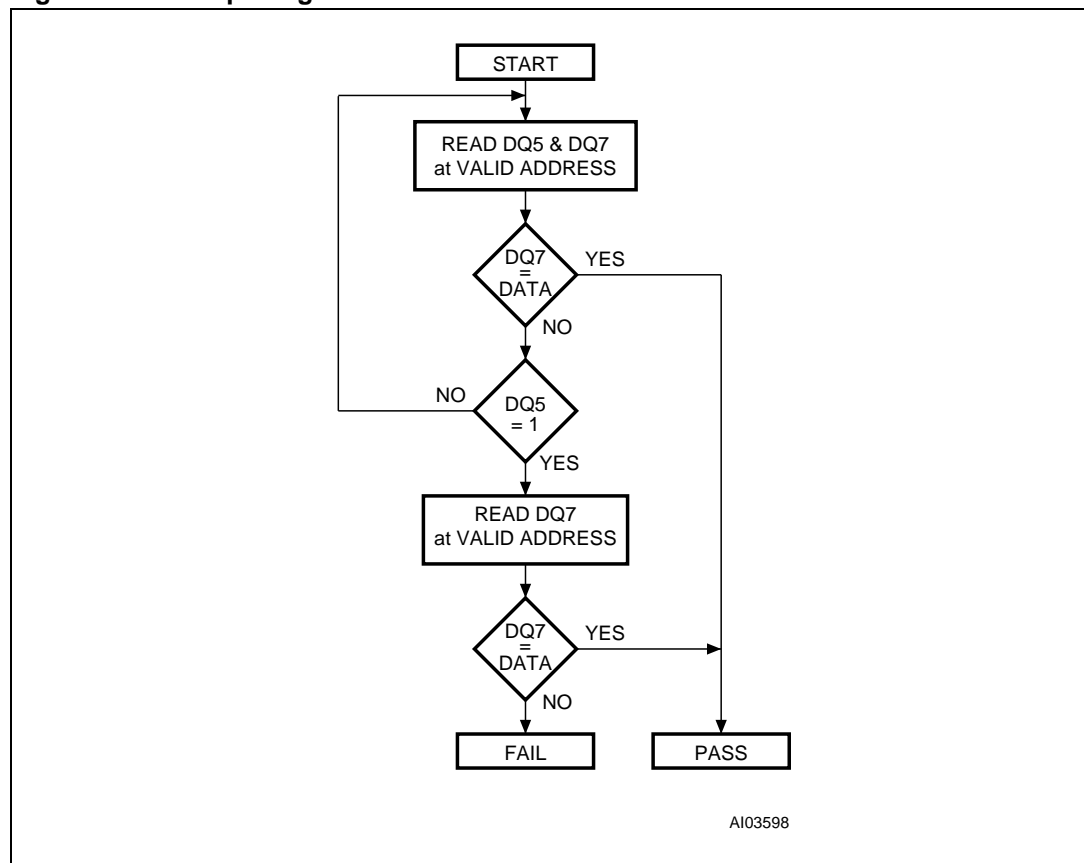 START
READ DQ5 & DQ7
at VALID ADDRESS
DQ7
=
DATA
YES
NO
NO
DQ5
= 1
YES
READ DQ7
at VALID ADDRESS
DQ7
=
DATA
YES
NO
FAIL
PASS
AI03598